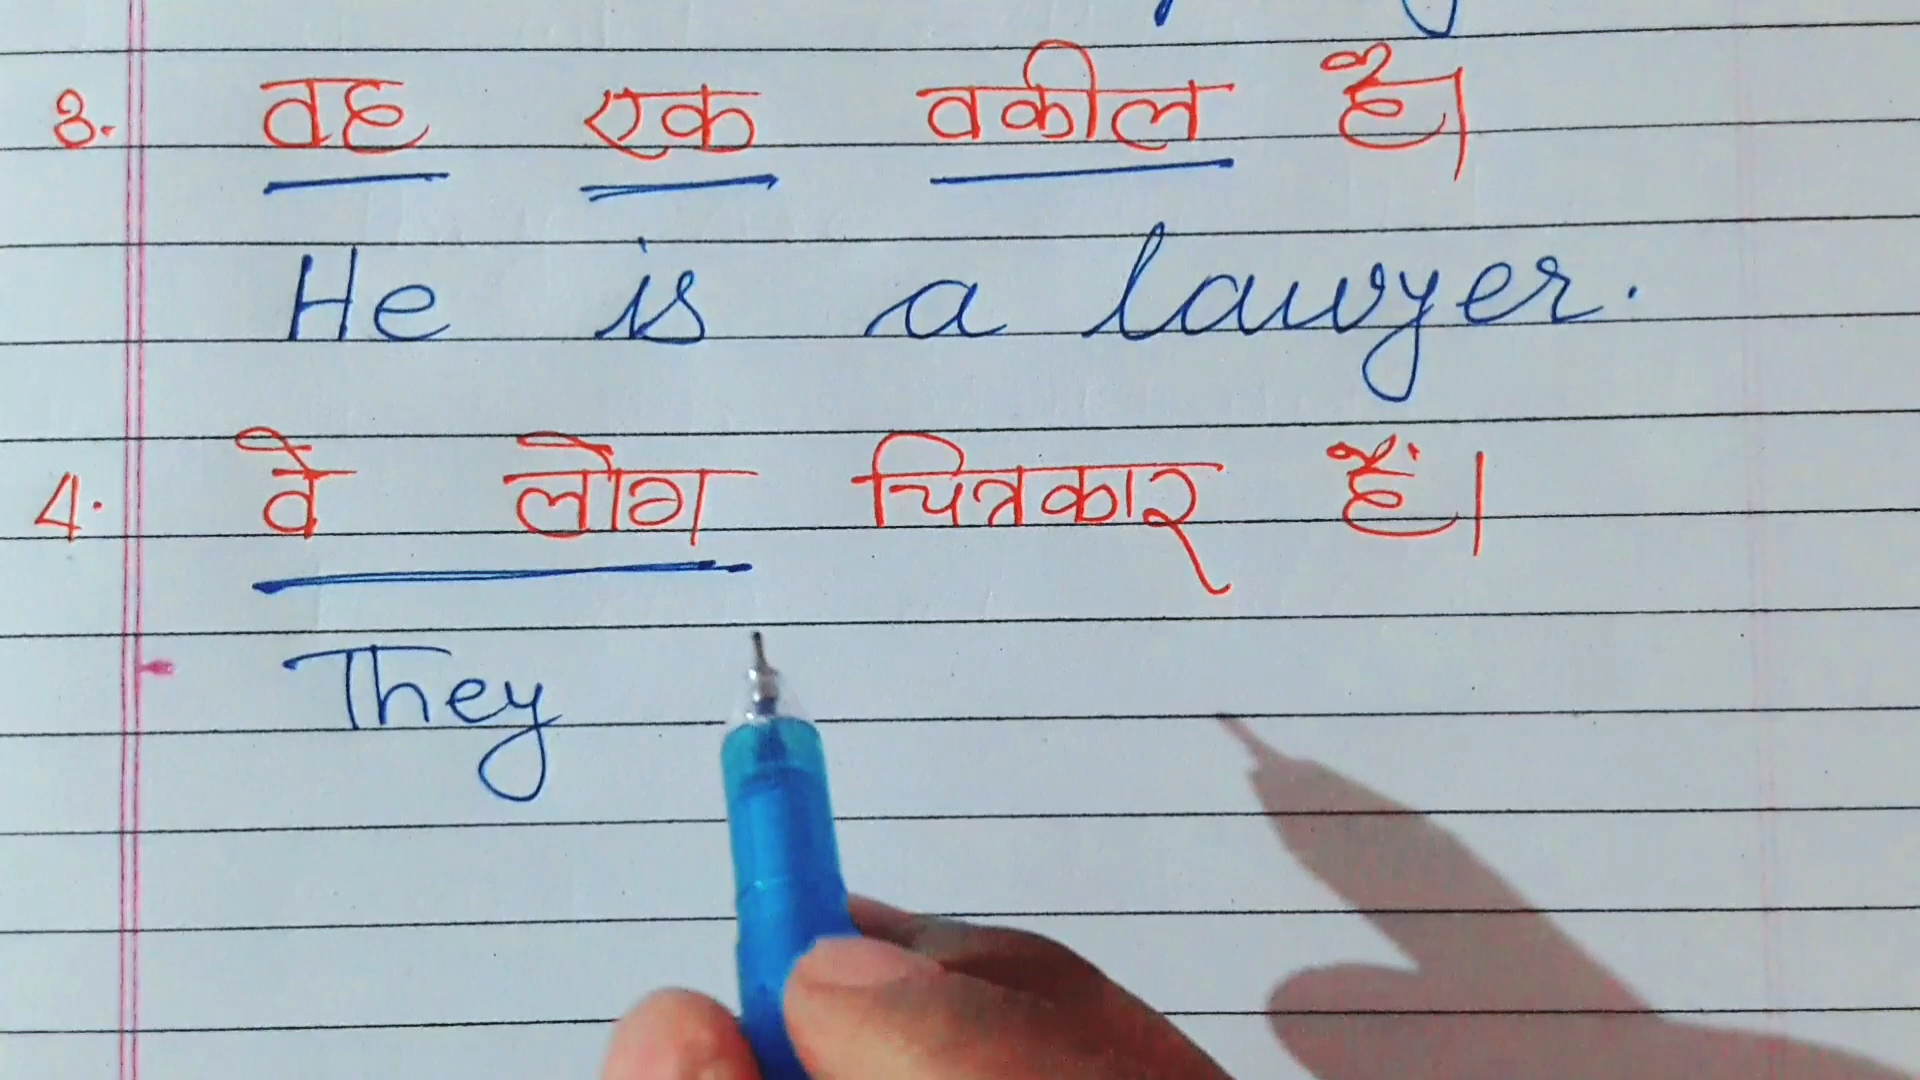 3. वह एक वकील है।
He is a lawyer.
4. वे लोग चित्रकार हैं।
They